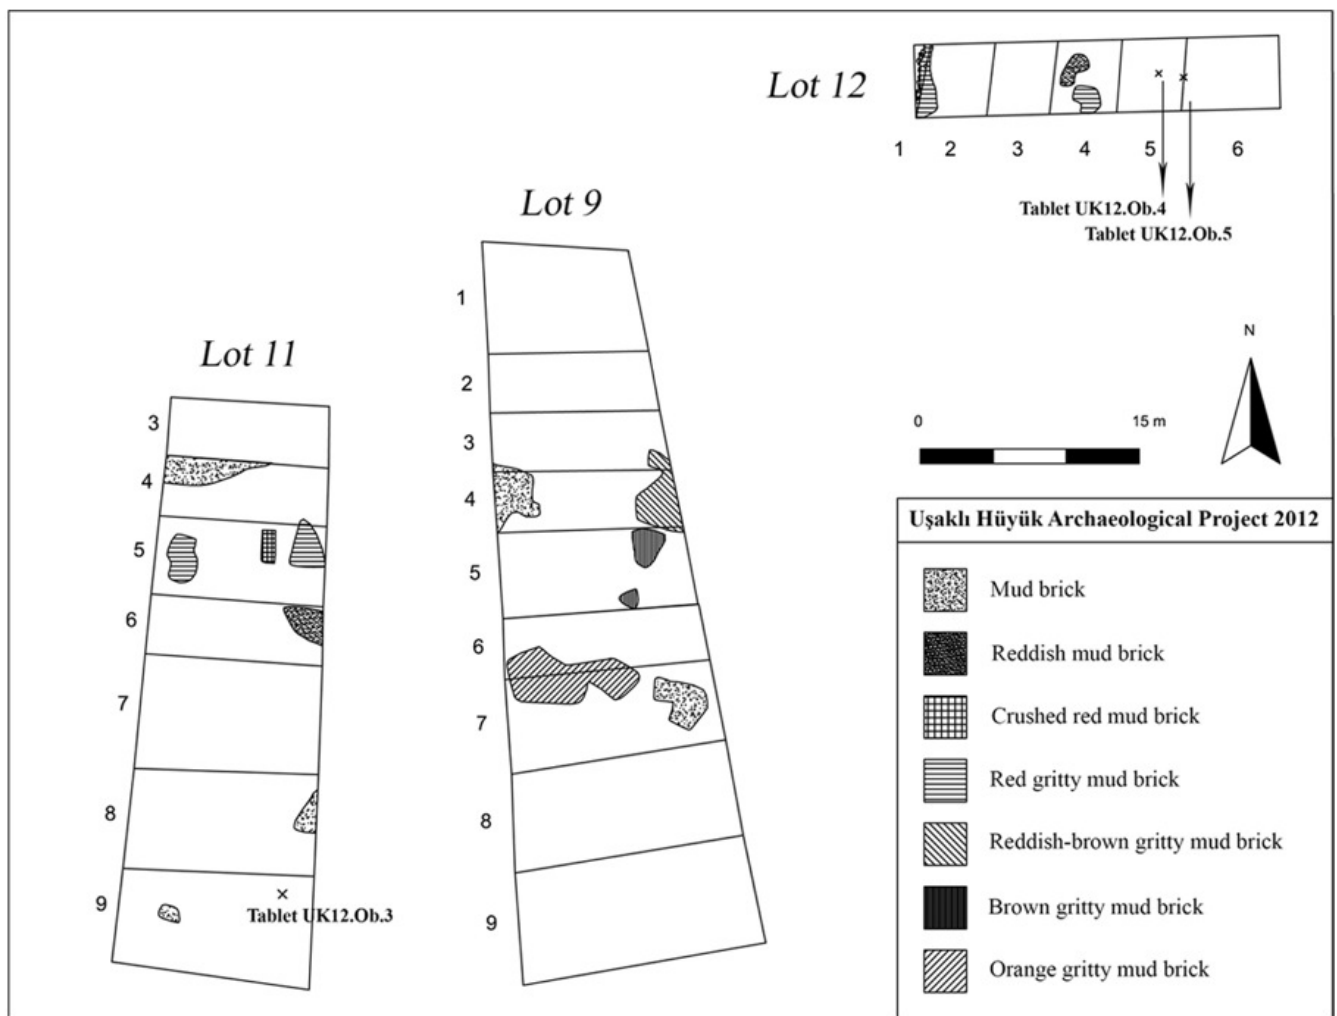 Lot 12
1 2 3 4 5 6
Tablet UK12.Ob.4
Tablet UK12.Ob.5
Lot 9
1
2
3
4
5
6
7
8
9
Lot 11
3
4
5
6
7
8
9
Tablet UK12.Ob.3
N
0 15 m
Uşaklı Hüyük Archaeological Project 2012
Mud brick
Reddish mud brick
Crushed red mud brick
Red gritty mud brick
Reddish-brown gritty mud brick
Brown gritty mud brick
Orange gritty mud brick